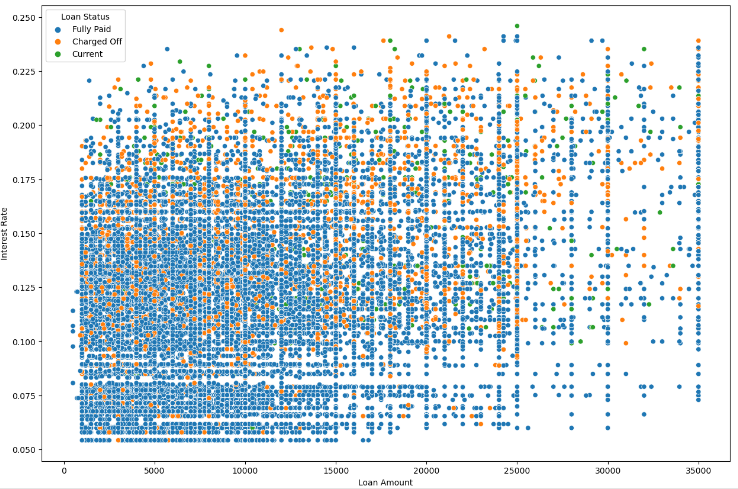 Loan Status
Fully Paid
Charged Off
Current
0.250
0.225
0.200
0.175
0.150
0.125
0.100
0.075
0.050
Interest Rate
0
5000
10000
15000
20000
25000
30000
35000
Loan Amount